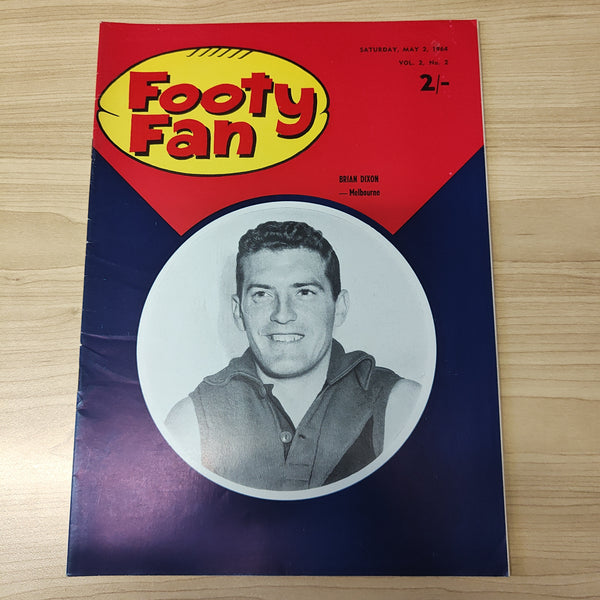 Footy
Fan
SATURDAY, MAY 2, 1964
VOL. 2, No. 2
2/-
BRIAN DIXON
— Melbourne